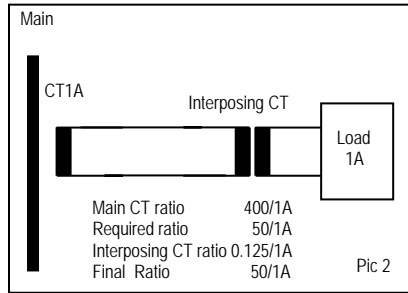 Main
CT1A
Interposing CT
Load
1A
Main CT ratio 400/1A
Required ratio 50/1A
Interposing CT ratio 0.125/1A
Final Ratio 50/1A
Pic 2